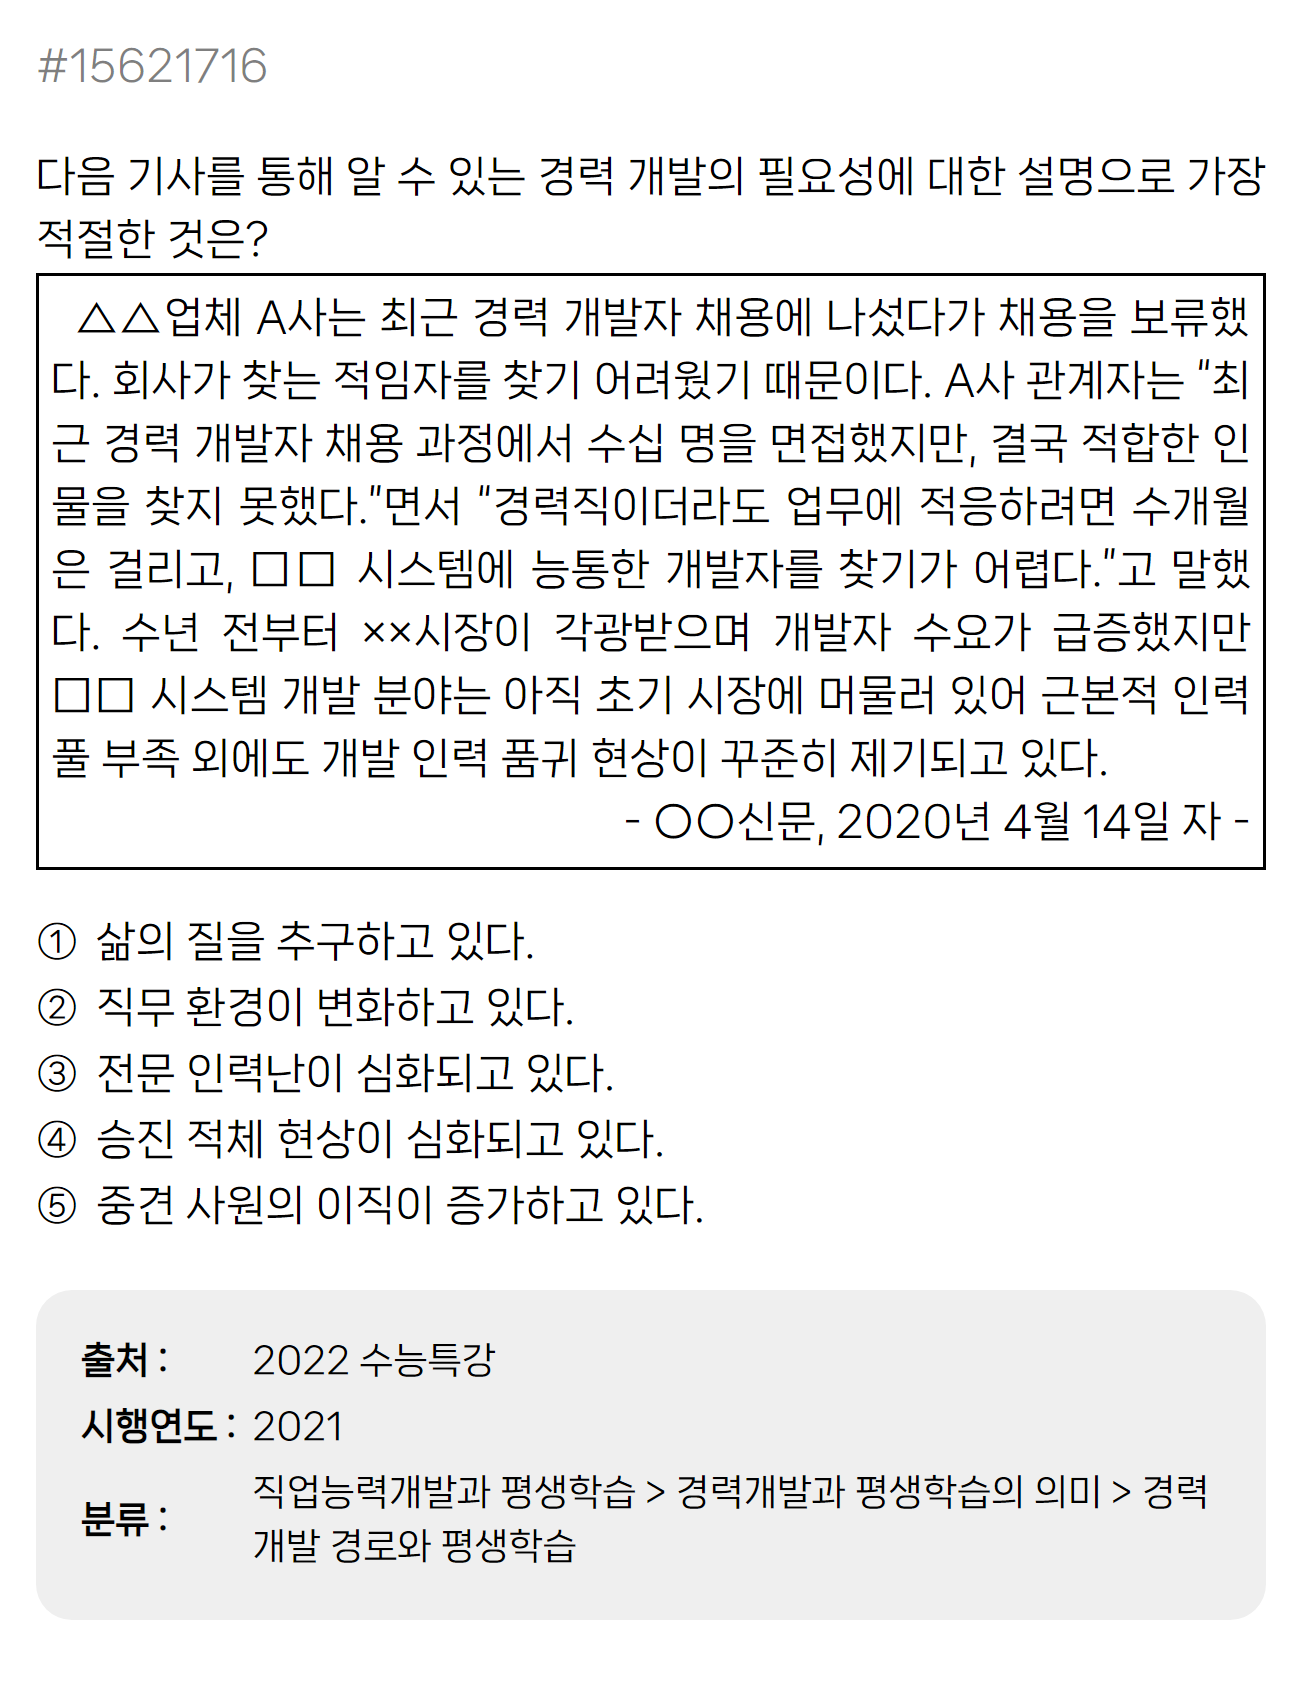 #15621716
다음 기사를 통해 알 수 있는 경력 개발의 필요성에 대한 설명으로 가장
적절한 것은?
△△업체 A사는 최근 경력 개발자 채용에 나섰다가 채용을 보류했
다. 회사가 찾는 적임자를 찾기 어려웠기 때문이다. A사 관계자는 "최
근 경력 개발자 채용 과정에서 수십 명을 면접했지만, 결국 적합한 인
물을 찾지 못했다."면서 "경력직이더라도 업무에 적응하려면 수개월
은 걸리고, □□ 시스템에 능통한 개발자를 찾기가 어렵다."고 말했
다. 수년 전부터 ××시장이 각광받으며 개발자 수요가 급증했지만
□□ 시스템 개발 분야는 아직 초기 시장에 머물러 있어 근본적 인력
풀 부족 외에도 개발 인력 품귀 현상이 꾸준히 제기되고 있다.
- ○○신문, 2020년 4월 14일 자 -
① 삶의 질을 추구하고 있다.
② 직무 환경이 변화하고 있다.
③ 전문 인력난이 심화되고 있다.
④ 승진 적체 현상이 심화되고 있다.
⑤ 중견 사원의 이직이 증가하고 있다.
출처 : 2022 수능특강
시행연도 : 2021
분류 : 직업능력개발과 평생학습 > 경력개발과 평생학습의 의미 > 경력
개발 경로와 평생학습